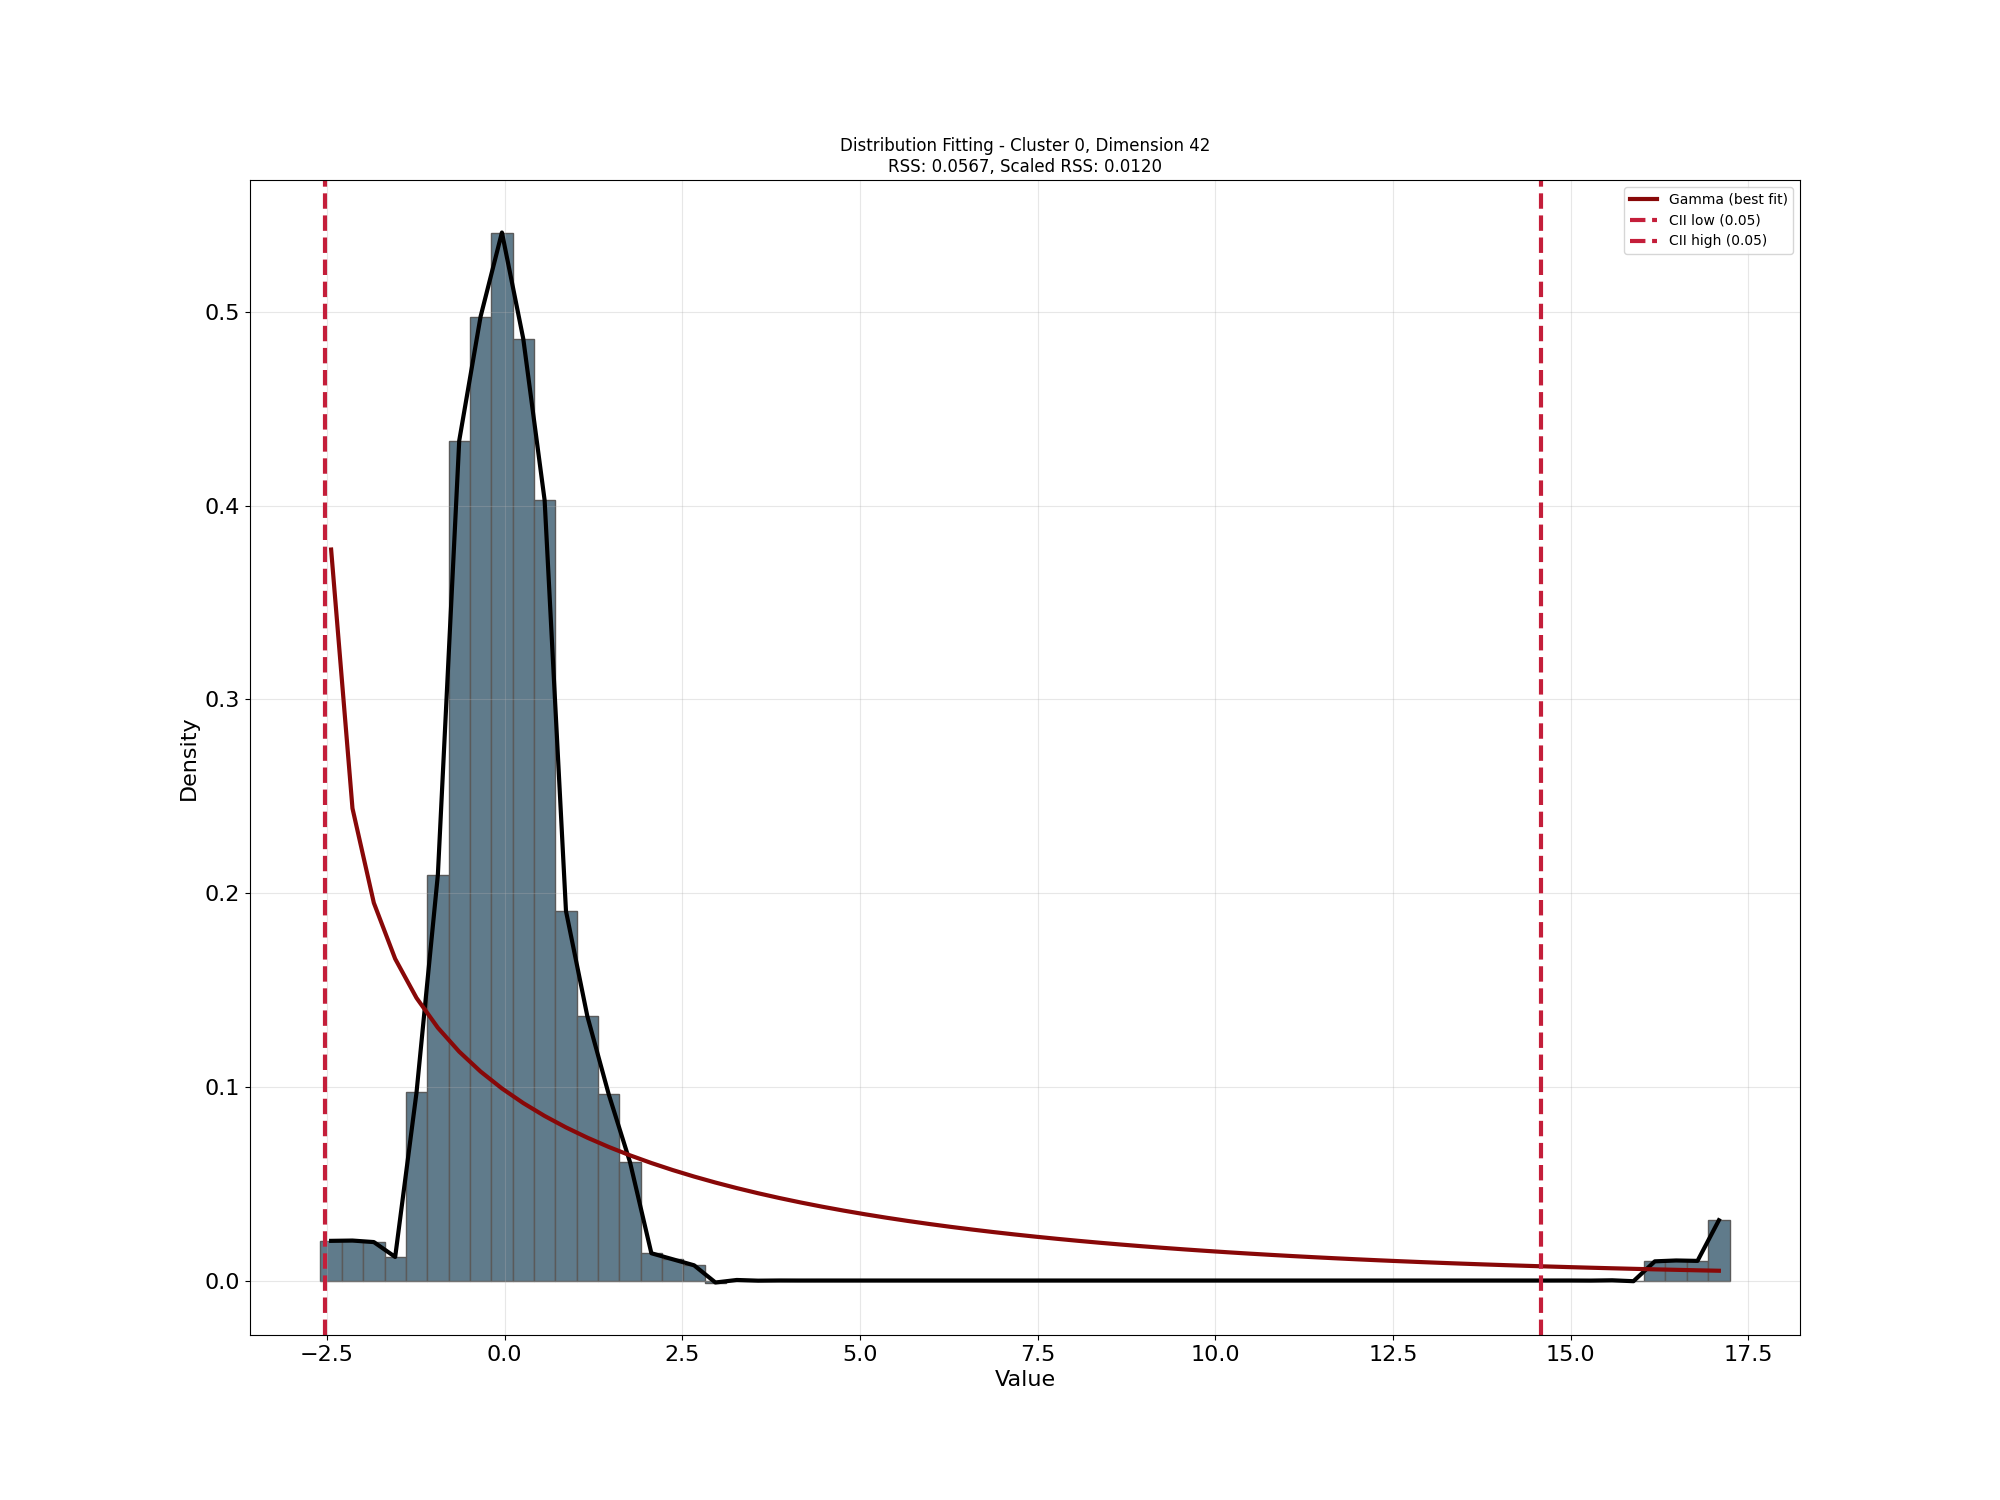 Distribution Fitting - Cluster 0, Dimension 42
RSS: 0.0567, Scaled RSS: 0.0120
Gamma (best fit)
CII low (0.05)
CII high (0.05)
0.5
0.4
0.3
0.2
0.1
0.0
Density
−2.5 0.0 2.5 5.0 7.5 10.0 12.5 15.0 17.5
Value